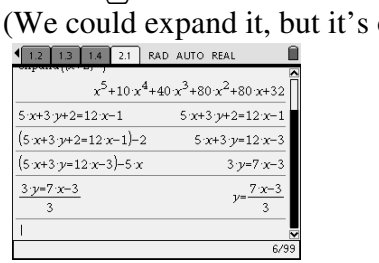 (We could expand it, but it's
1.2 1.3 1.4 2.1 RAD AUTO REAL
x^5+10·x^4+40·x^3+80·x^2+80·x+32
5·x+3·y+2=12·x−1 5·x+3·y+2=12·x−1
(5·x+3·y+2=12·x−1)−2 5·x+3·y=12·x−3
(5·x+3·y=12·x−3)−5·x 3·y=7·x−3
3·y=7·x−3
3
y=7·x−3
3
6/99